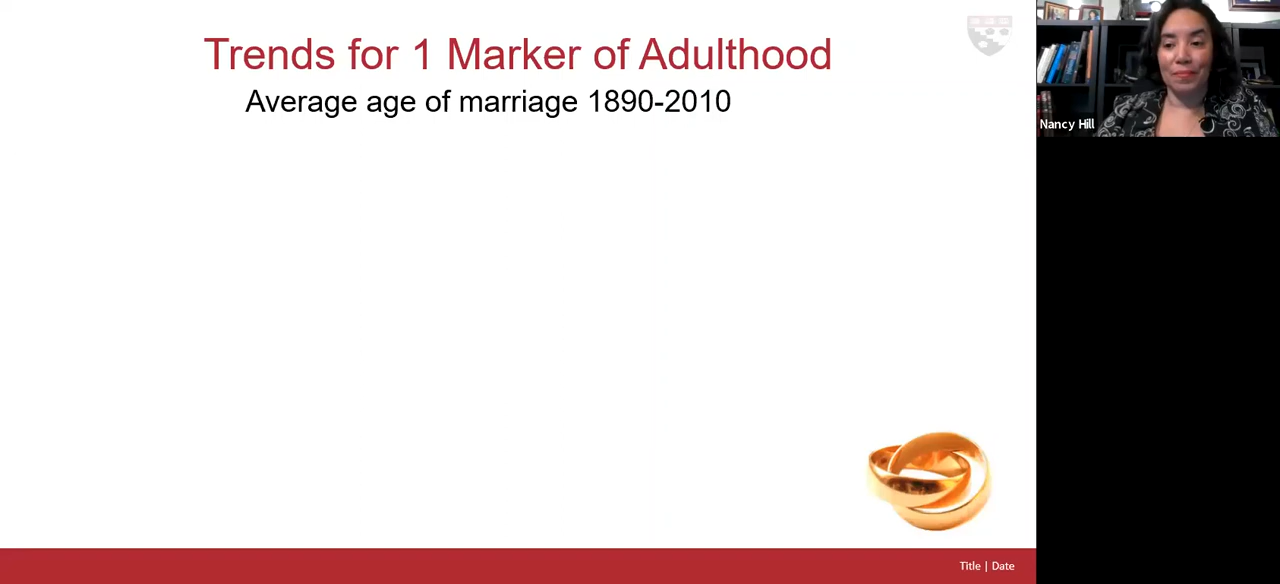 Trends for 1 Marker of Adulthood
Average age of marriage 1890-2010
Nancy Hill
Title | Date